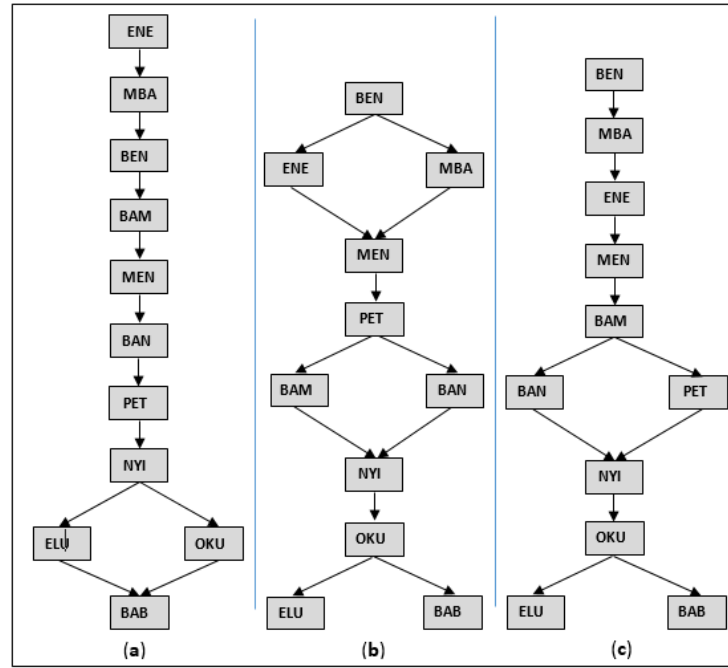 ENE
MBA
BEN
BAM
MEN
BAN
PET
NYI
ELU OKU
BAB
(a)
BEN
ENE MBA
MEN
PET
BAM BAN
NYI
OKU
ELU BAB
(b)
BEN
MBA
ENE
MEN
BAM
BAN PET
NYI
OKU
ELU BAB
(c)